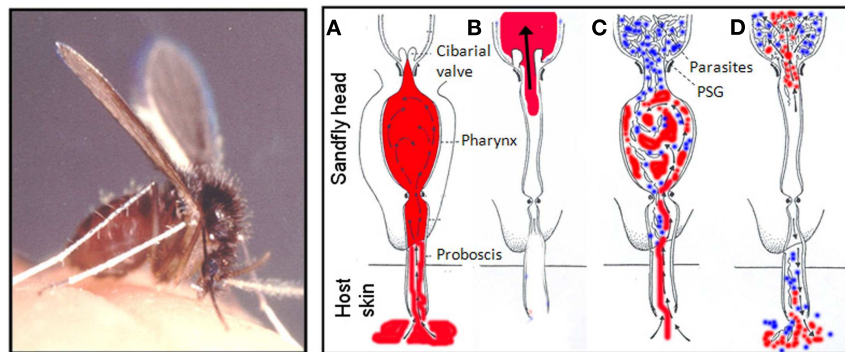 A
B
C
D
Cibarial
valve
Parasites
PSG
Pharynx
Proboscis
Sandfly head
Host
skin